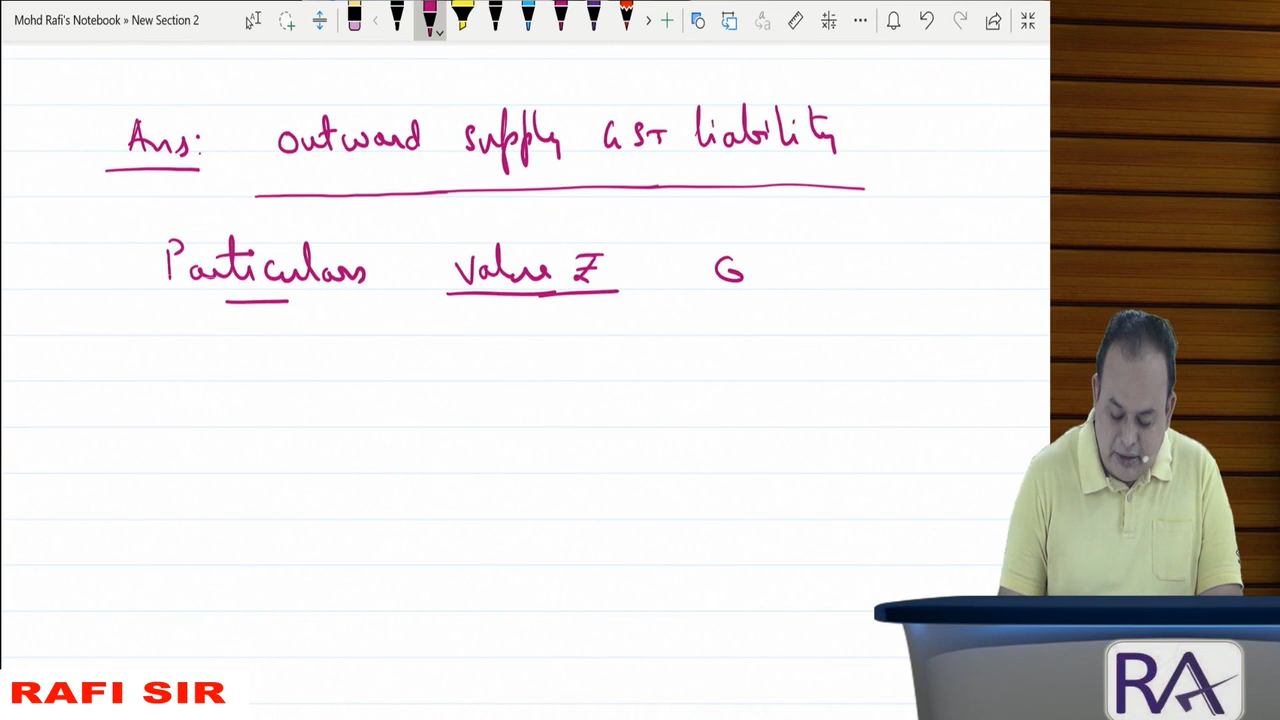 Mohd Rafi's Notebook » New Section 2
Ans: outward supply GST liability
Particulars value ₹ G
RAFI SIR
RA